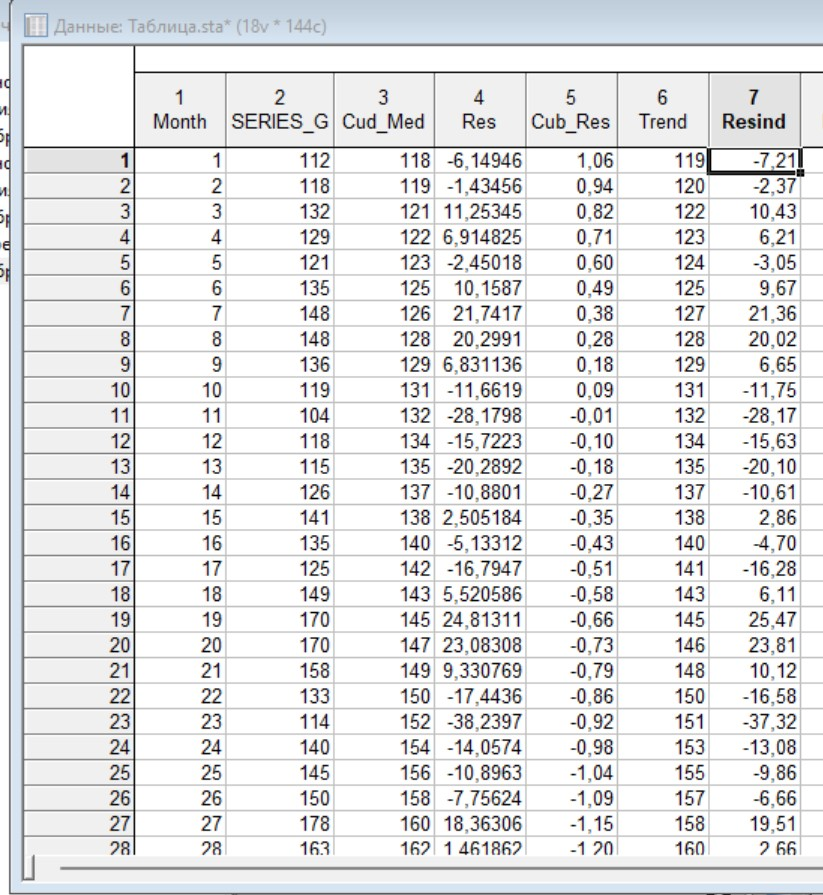 Данные: Таблица.sta* (18v * 144c)
1 2 3 4 5 6 7
Month SERIES_G Cud_Med Res Cub_Res Trend Resind
1 1 112 118 -6,14946 1,06 119 -7,21
2 2 118 119 -1,43456 0,94 120 -2,37
3 3 132 121 11,25345 0,82 122 10,43
4 4 129 122 6,914825 0,71 123 6,21
5 5 121 123 -2,45018 0,60 124 -3,05
6 6 135 125 10,1587 0,49 125 9,67
7 7 148 126 21,7417 0,38 127 21,36
8 8 148 128 20,2991 0,28 128 20,02
9 9 136 129 6,831136 0,18 129 6,65
10 10 119 131 -11,6619 0,09 131 -11,75
11 11 104 132 -28,1798 -0,01 132 -28,17
12 12 118 134 -15,7223 -0,10 134 -15,63
13 13 115 135 -20,2892 -0,18 135 -20,10
14 14 126 137 -10,8801 -0,27 137 -10,61
15 15 141 138 2,505184 -0,35 138 2,86
16 16 135 140 -5,13312 -0,43 140 -4,70
17 17 125 142 -16,7947 -0,51 141 -16,28
18 18 149 143 5,520586 -0,58 143 6,11
19 19 170 145 24,81311 -0,66 145 25,47
20 20 170 147 23,08308 -0,73 146 23,81
21 21 158 149 9,330769 -0,79 148 10,12
22 22 133 150 -17,4436 -0,86 150 -16,58
23 23 114 152 -38,2397 -0,92 151 -37,32
24 24 140 154 -14,0574 -0,98 153 -13,08
25 25 145 156 -10,8963 -1,04 155 -9,86
26 26 150 158 -7,75624 -1,09 157 -6,66
27 27 178 160 18,36306 -1,15 158 19,51
28 28 163 162 1,461862 -1,20 160 2,66